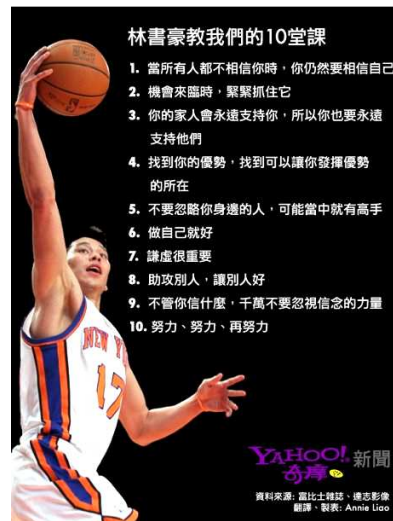 林書豪教我們的10堂課
1. 當所有人都不相信你時，你仍然要相信自己
2. 機會來臨時，緊緊抓住它
3. 你的家人會永遠支持你，所以你也要永遠
支持他們
4. 找到你的優勢，找到可以讓你發揮優勢
的所在
5. 不要忽略你身邊的人，可能當中就有高手
6. 做自己就好
7. 謙虛很重要
8. 助攻別人，讓別人好
9. 不管你信什麼，千萬不要忽視信念的力量
10. 努力、努力、再努力
NEW
17
YAHOO! 新聞
奇摩
資料來源: 富比士雜誌、達志影像
翻譯、製表: Annie Liao